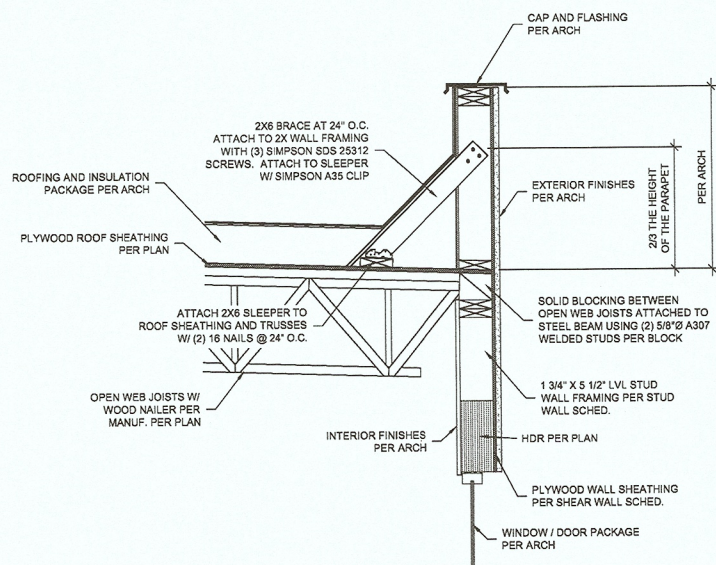 CAP AND FLASHING
PER ARCH
2X6 BRACE AT 24" O.C.
ATTACH TO 2X WALL FRAMING
WITH (3) SIMPSON SDS 25312
SCREWS. ATTACH TO SLEEPER
W/ SIMPSON A35 CLIP
ROOFING AND INSULATION
PACKAGE PER ARCH
EXTERIOR FINISHES
PER ARCH
2/3 THE HEIGHT
OF THE PARAPET
PER ARCH
PLYWOOD ROOF SHEATHING
PER PLAN
ATTACH 2X6 SLEEPER TO
ROOF SHEATHING AND TRUSSES
W/ (2) 16 NAILS @ 24" O.C.
SOLID BLOCKING BETWEEN
OPEN WEB JOISTS ATTACHED TO
STEEL BEAM USING (2) 5/8"Ø A307
WELDED STUDS PER BLOCK
OPEN WEB JOISTS W/
WOOD NAILER PER
MANUF. PER PLAN
1 3/4" X 5 1/2" LVL STUD
WALL FRAMING PER STUD
WALL SCHED.
INTERIOR FINISHES
PER ARCH
HDR PER PLAN
PLYWOOD WALL SHEATHING
PER SHEAR WALL SCHED.
WINDOW / DOOR PACKAGE
PER ARCH